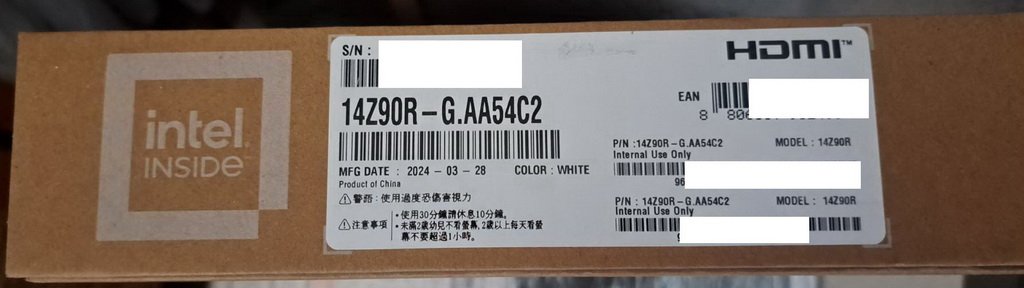 intel
INSIDE
S/N :
HDMI™
14Z90R-G.AA54C2
EAN
MFG DATE : 2024 - 03 - 28 COLOR : WHITE
Product of China
⚠警語 : 使用過度恐傷害視力
⚠注意事項
•使用30分鐘請休息10分鐘。
•未滿2歲幼兒不看螢幕,2歲以上每天看螢
幕不要超過1小時。
P/N :14Z90R-G.AA54C2 MODEL : 14Z90R
Internal Use Only
96
P/N : 14Z90R-G.AA54C2 MODEL : 14Z90R
Internal Use Only